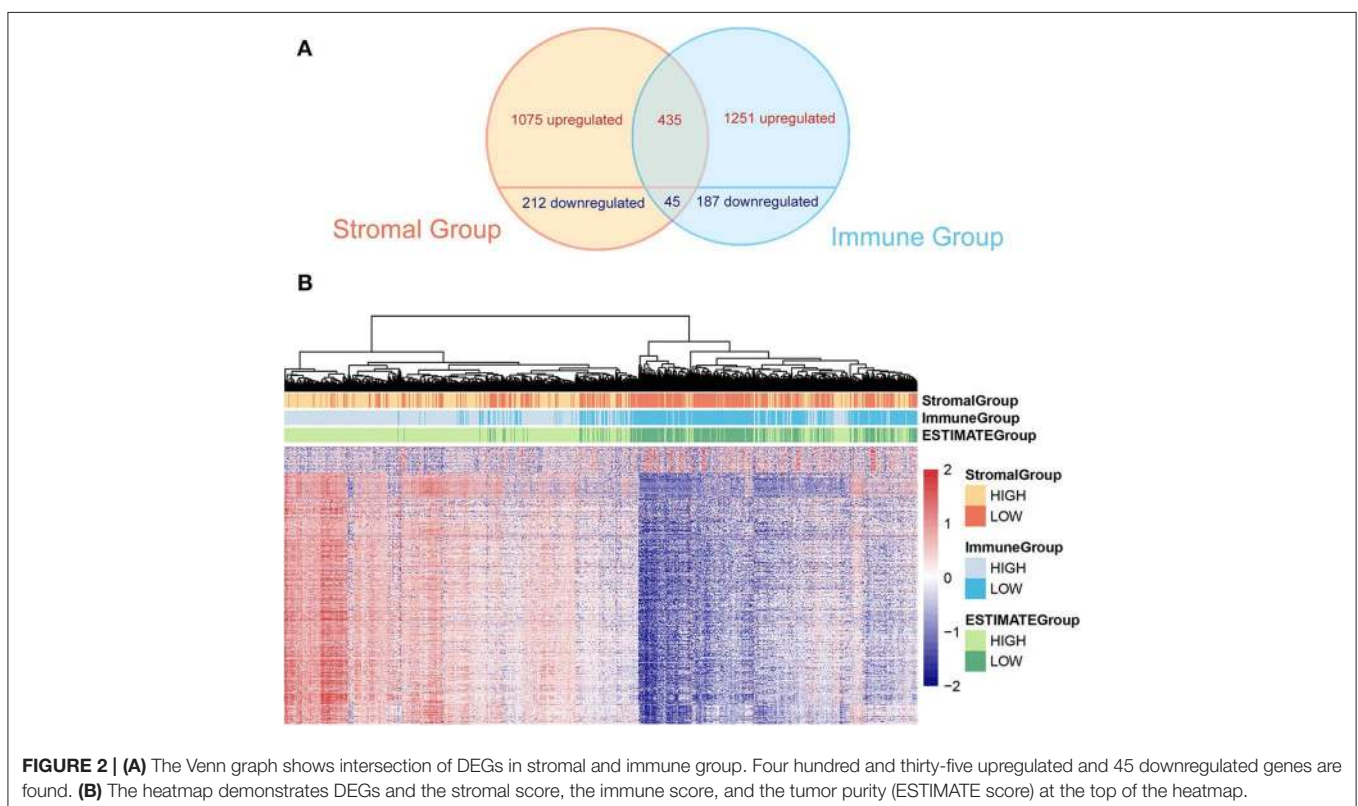 A
1075 upregulated
435
1251 upregulated
212 downregulated
45
187 downregulated
Stromal Group
Immune Group
B
StromalGroup
ImmuneGroup
ESTIMATEGroup
2
1
0
−1
−2
StromalGroup
HIGH
LOW
ImmuneGroup
HIGH
LOW
ESTIMATEGroup
HIGH
LOW
FIGURE 2 | (A) The Venn graph shows intersection of DEGs in stromal and immune group. Four hundred and thirty-five upregulated and 45 downregulated genes are
found. (B) The heatmap demonstrates DEGs and the stromal score, the immune score, and the tumor purity (ESTIMATE score) at the top of the heatmap.